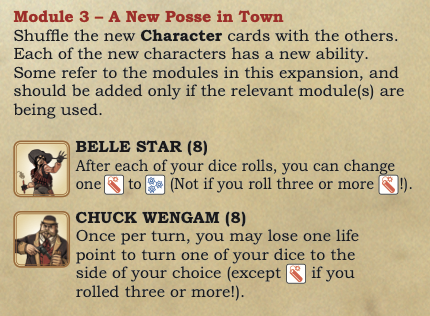 Module 3 – A New Posse in Town
Shuffle the new Character cards with the others.
Each of the new characters has a new ability.
Some refer to the modules in this expansion, and
should be added only if the relevant module(s) are
being used.
BELLE STAR (8)
After each of your dice rolls, you can change
one to (Not if you roll three or more !).
CHUCK WENGAM (8)
Once per turn, you may lose one life
point to turn one of your dice to the
side of your choice (except if you
rolled three or more!).